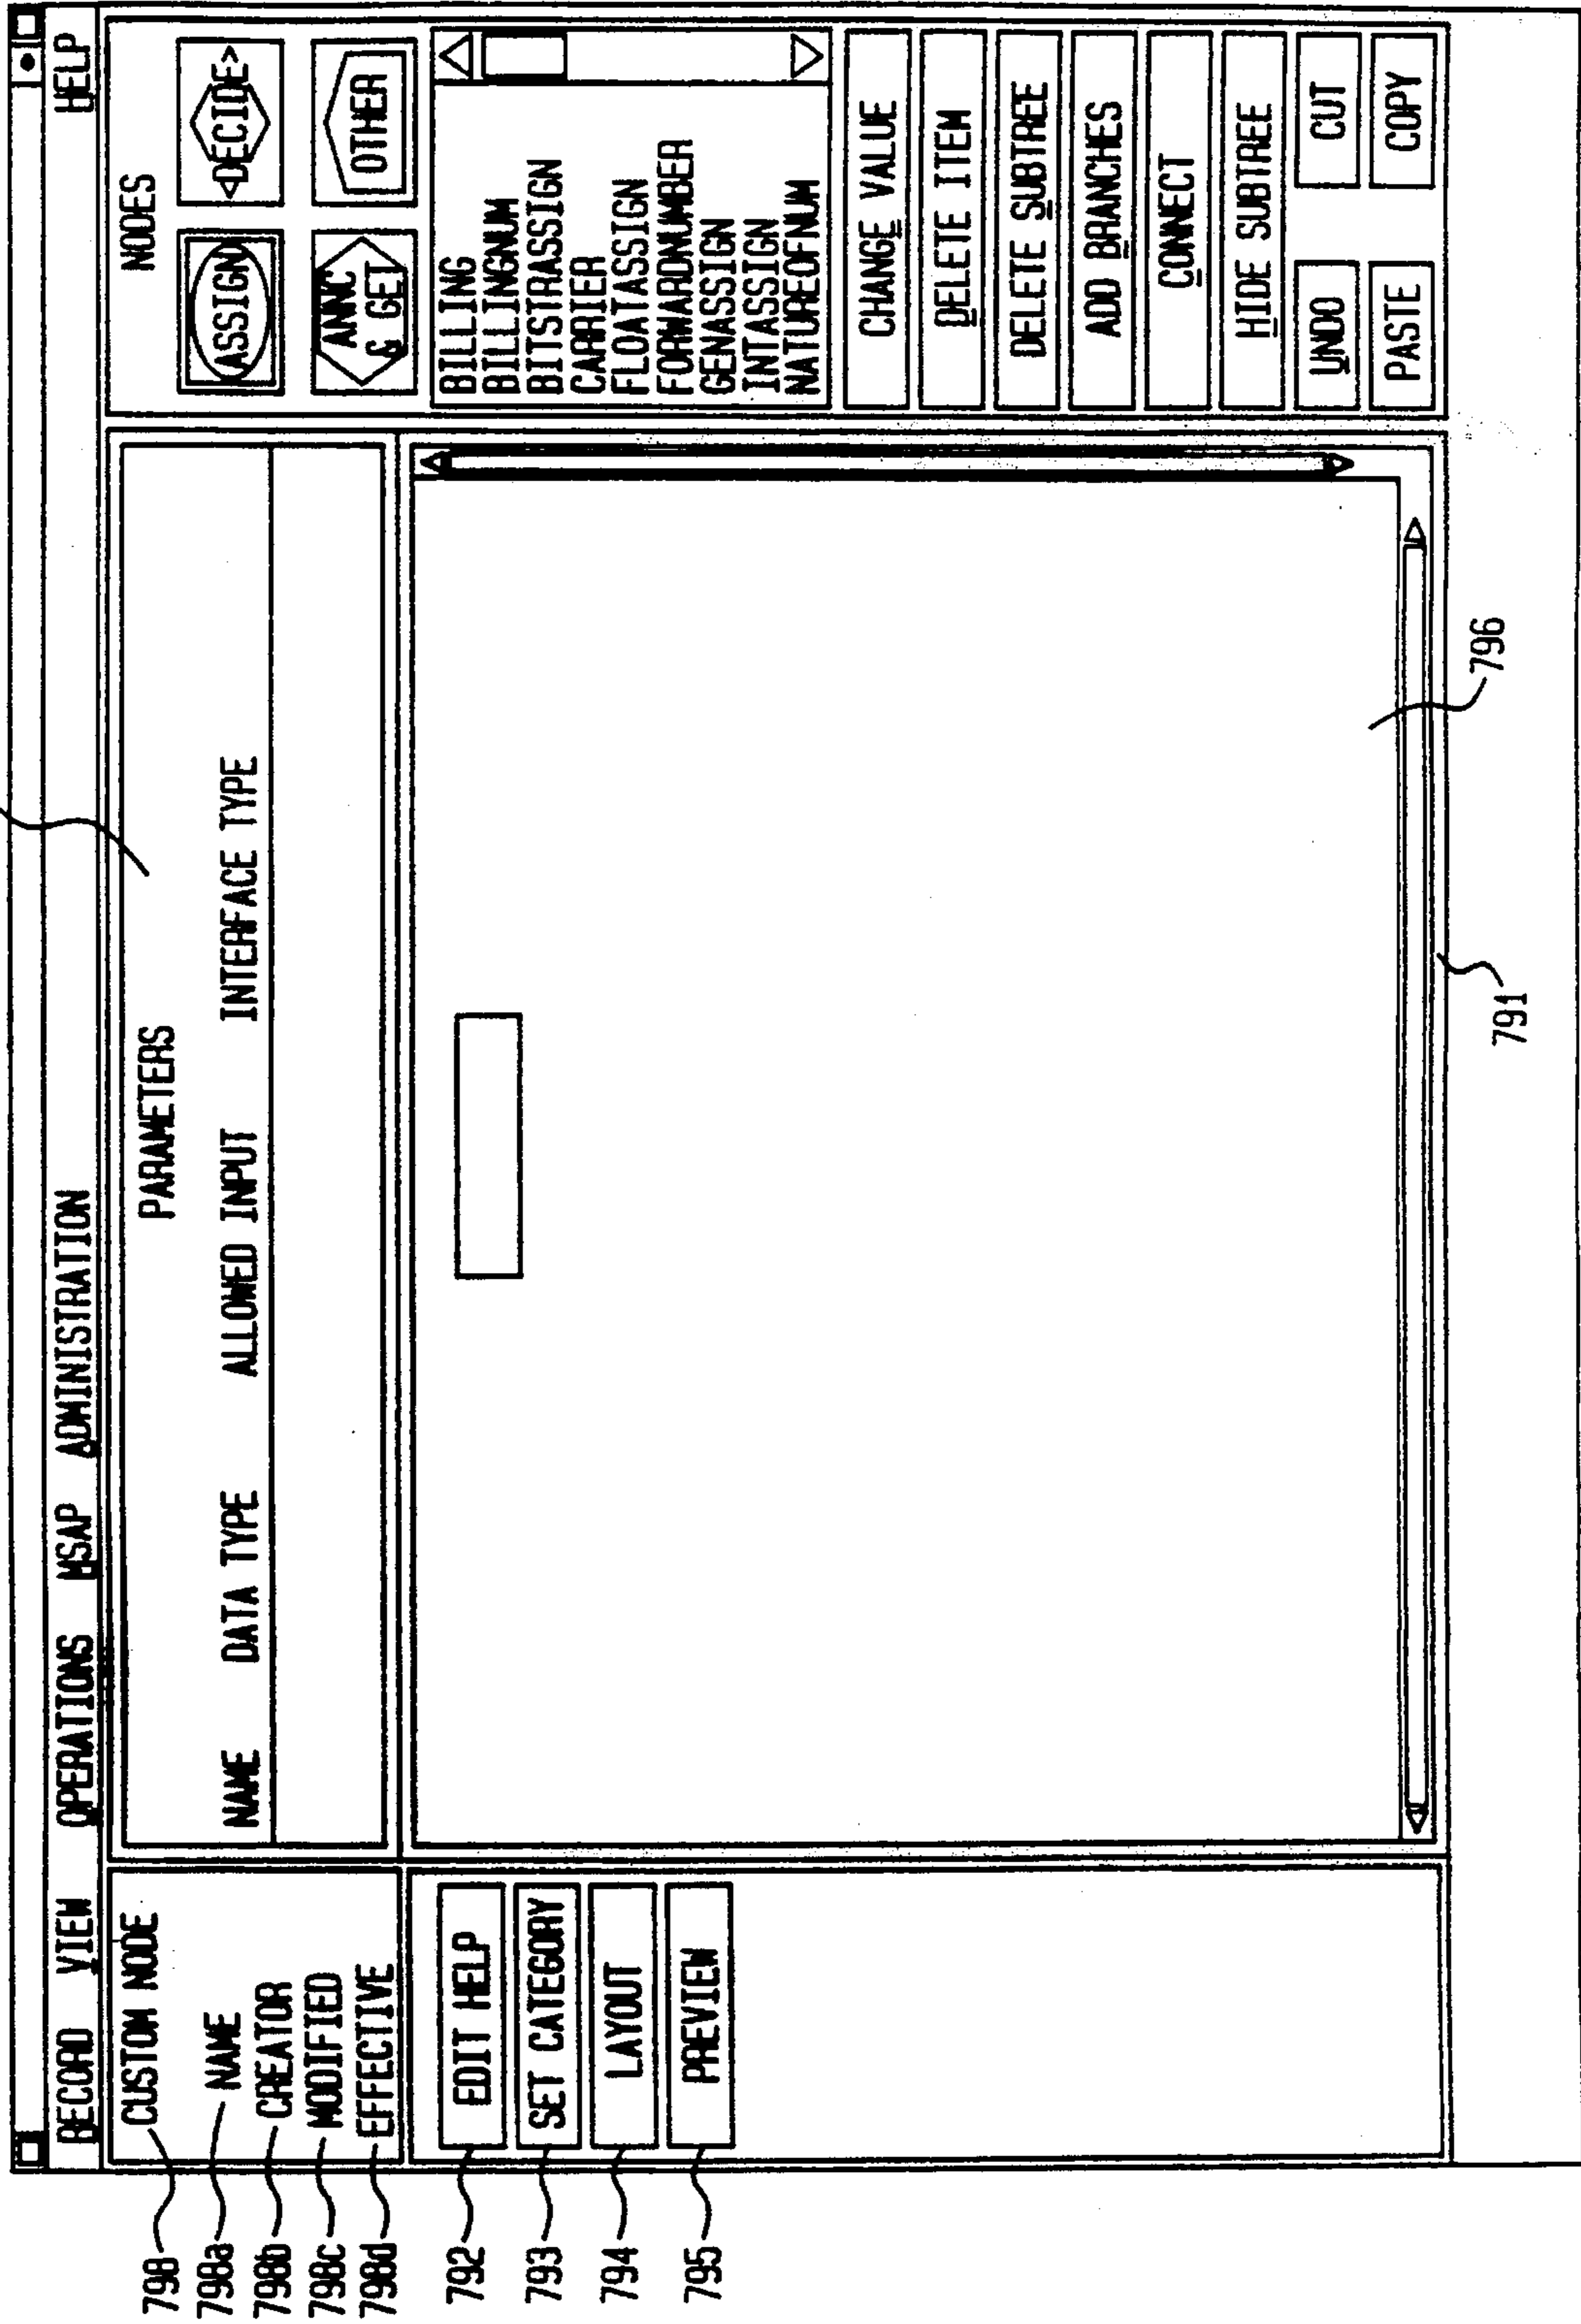 RECORD VIEW OPERATIONS MSAP ADMINISTRATION HELP
798 CUSTOM NODE
798a NAME
798b CREATOR
798c MODIFIED
798d EFFECTIVE
PARAMETERS
NAME DATA TYPE ALLOWED INPUT INTERFACE TYPE
NODES
ASSIGN <DECIDE>
ANNC & GET
OTHER
BILLING
BILLINGNUM
BITSTRASSIGN
CARRIER
FLOATASSIGN
FORWARDNUMBER
GENASSIGN
INTASSIGN
NATUREOFNUM
792 EDIT HELP
793 SET CATEGORY
794 LAYOUT
795 PREVIEW
CHANGE VALUE
DELETE ITEM
DELETE SUBTREE
ADD BRANCHES
CONNECT
HIDE SUBTREE
UNDO CUT
PASTE COPY
796
791